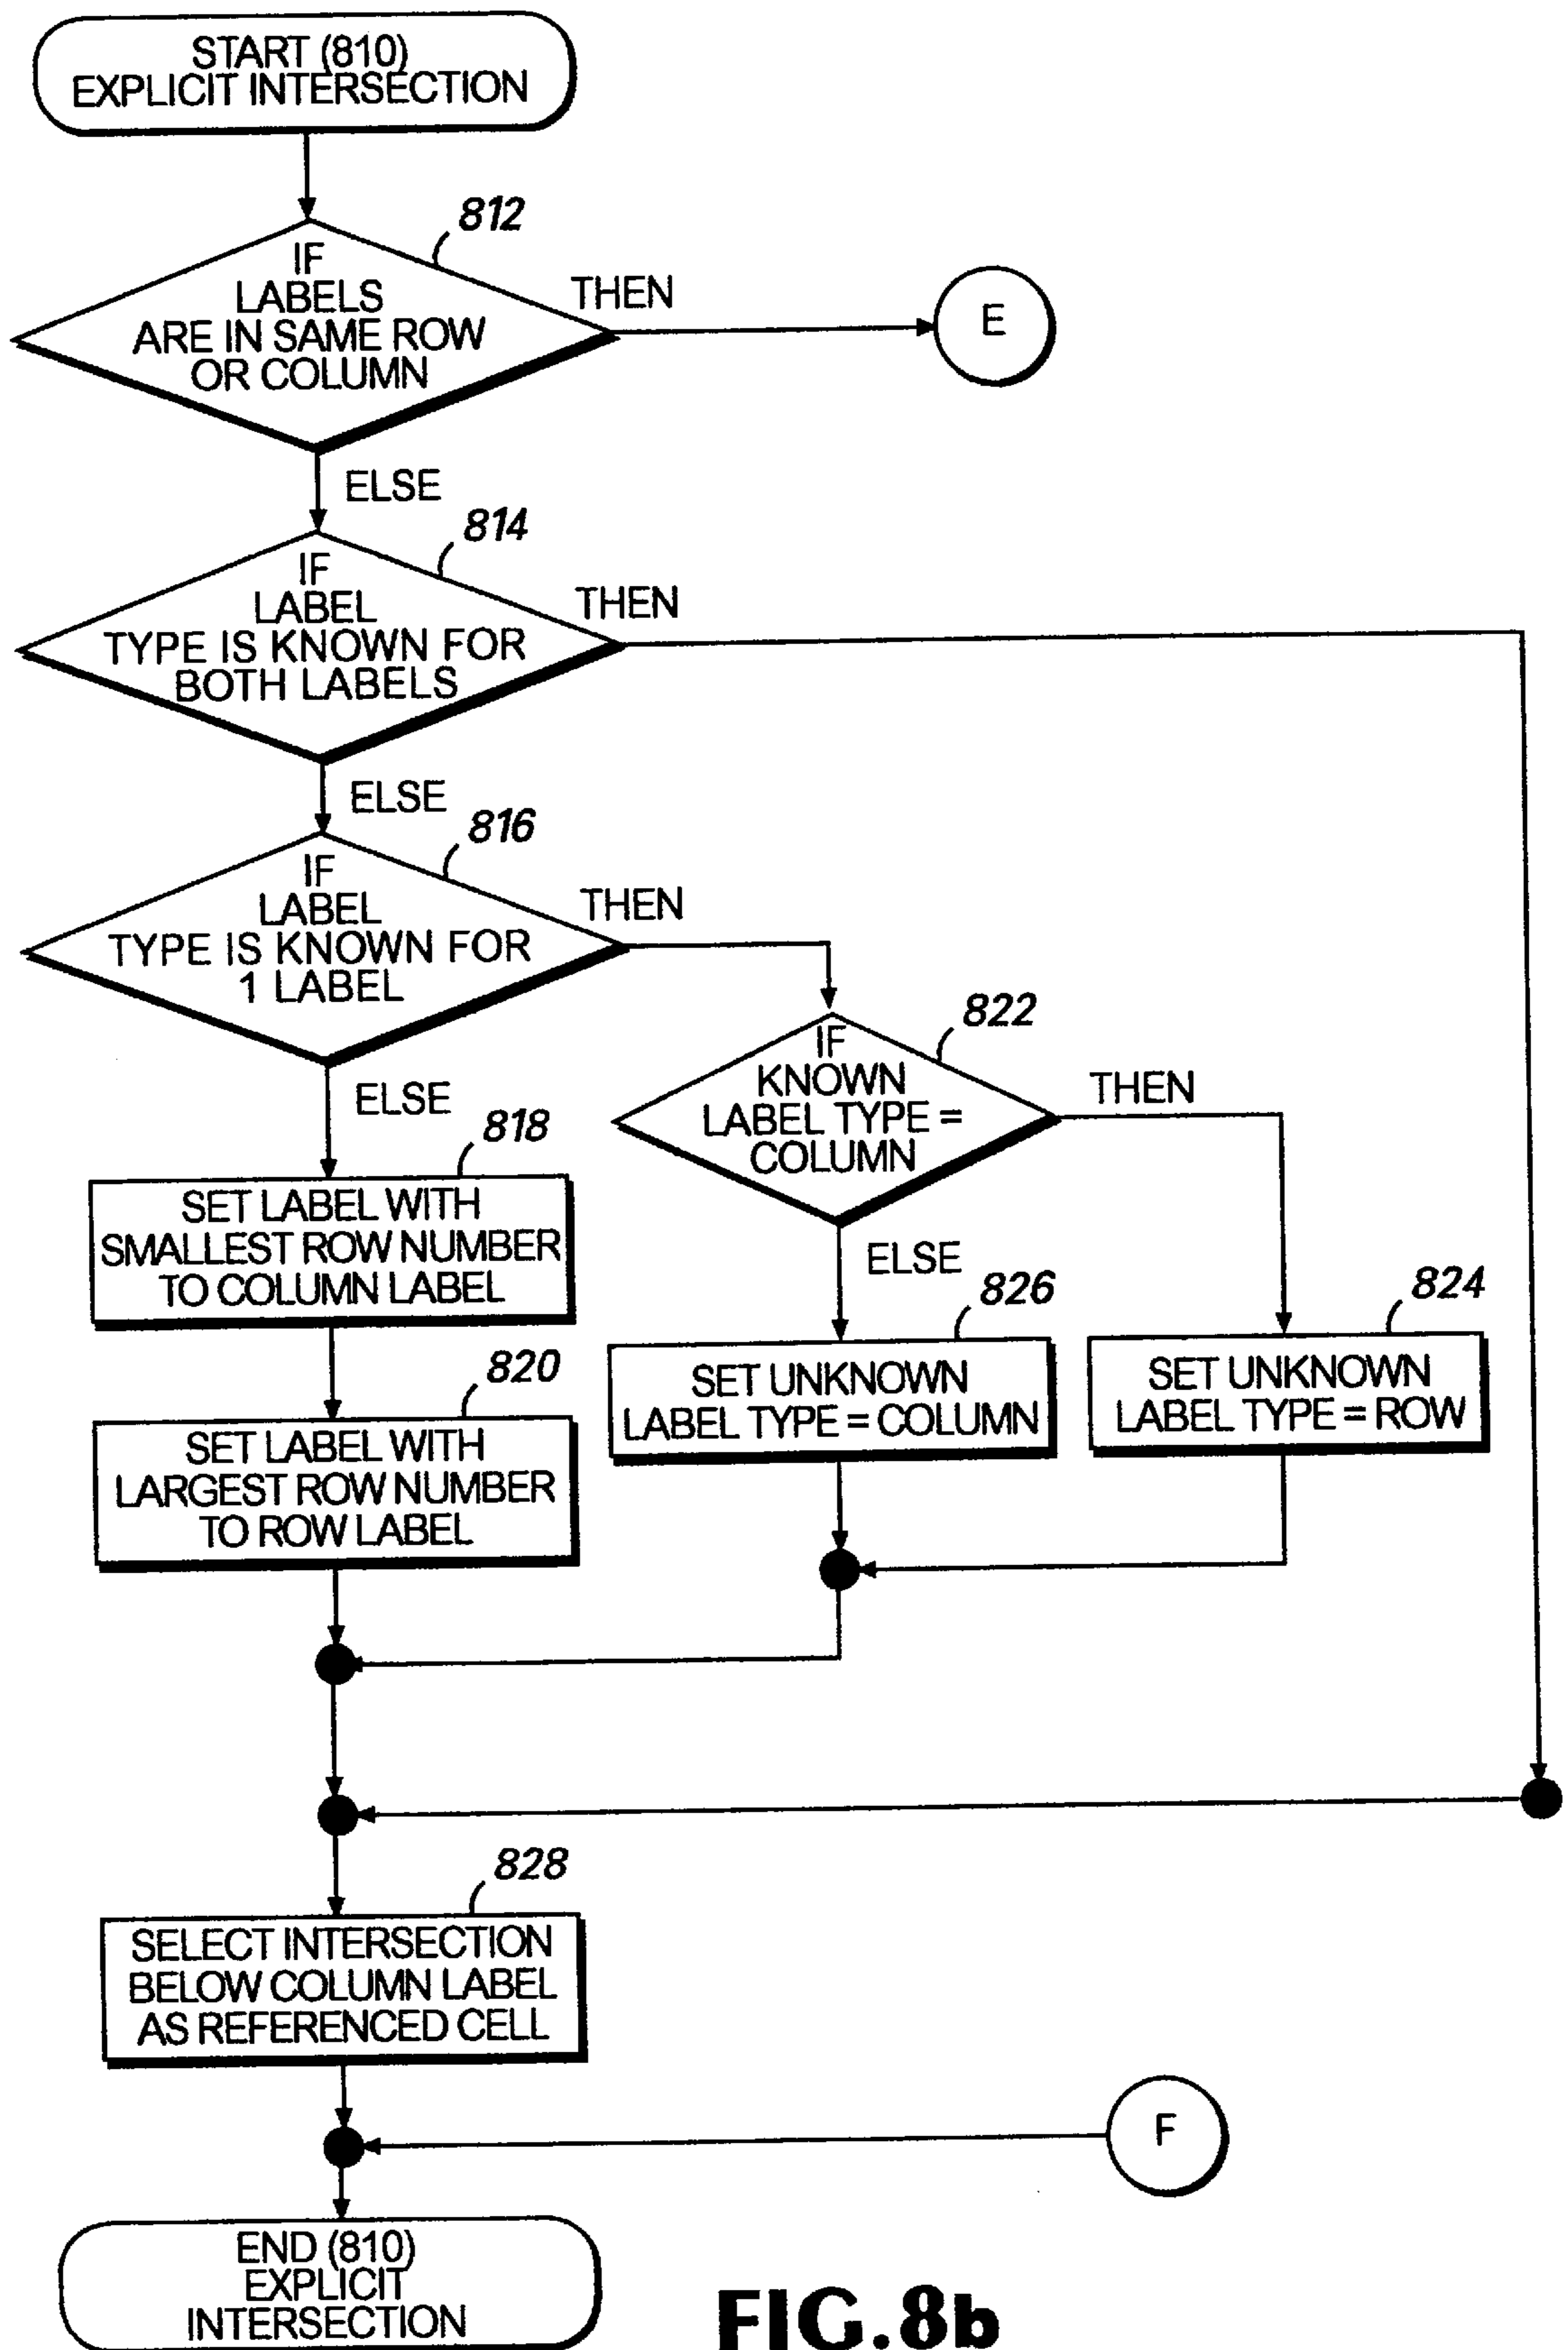 START (810)
EXPLICIT INTERSECTION
812
IF
LABELS
ARE IN SAME ROW
OR COLUMN
THEN
E
ELSE
814
IF
LABEL
TYPE IS KNOWN FOR
BOTH LABELS
THEN
ELSE
816
IF
LABEL
TYPE IS KNOWN FOR
1 LABEL
THEN
822
IF
KNOWN
LABEL TYPE =
COLUMN
THEN
ELSE
818
SET LABEL WITH
SMALLEST ROW NUMBER
TO COLUMN LABEL
ELSE
826
SET UNKNOWN
LABEL TYPE = COLUMN
824
SET UNKNOWN
LABEL TYPE = ROW
820
SET LABEL WITH
LARGEST ROW NUMBER
TO ROW LABEL
828
SELECT INTERSECTION
BELOW COLUMN LABEL
AS REFERENCED CELL
F
END (810)
EXPLICIT
INTERSECTION
FIG.8b